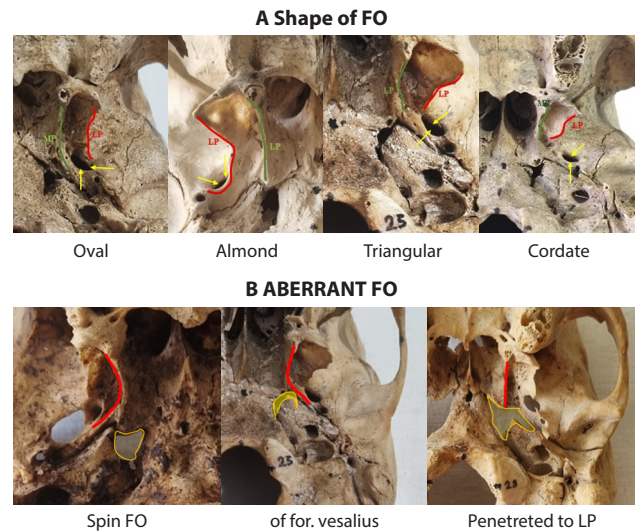 A Shape of FO
MP
LP
LP
LP
LP
LP
MP
LP
25
Oval
Almond
Triangular
Cordate
B ABERRANT FO
25
28
Spin FO
of for. vesalius
Penetreted to LP